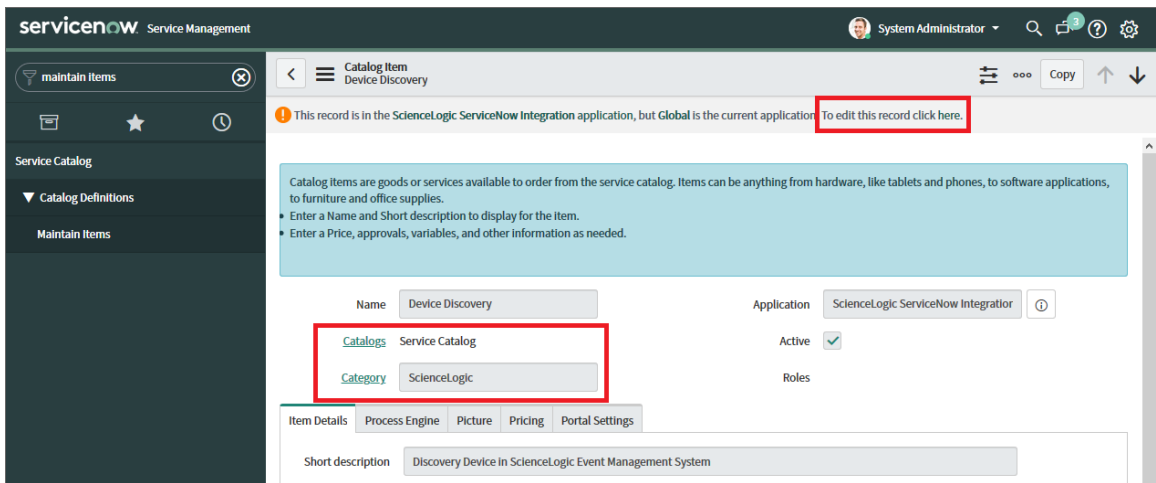 servicenow Service Management
System Administrator
3
maintain items
Catalog Item
Device Discovery
Copy
This record is in the ScienceLogic ServiceNow Integration application, but Global is the current application. To edit this record click here.
Service Catalog
Catalog Definitions
Maintain Items
Catalog items are goods or services available to order from the service catalog. Items can be anything from hardware, like tablets and phones, to software applications,
to furniture and office supplies.
• Enter a Name and Short description to display for the item.
• Enter a Price, approvals, variables, and other information as needed.
Name Device Discovery
Application ScienceLogic ServiceNow Integration
Catalogs Service Catalog
Active
Category ScienceLogic
Roles
Item Details Process Engine Picture Pricing Portal Settings
Short description Discovery Device in ScienceLogic Event Management System